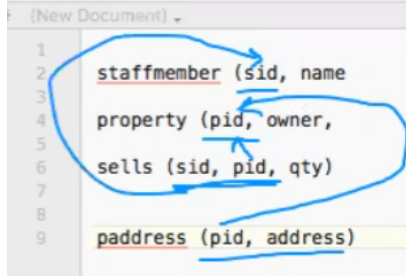 (New Document)
1
2 staffmember (sid, name
3
4 property (pid, owner,
5
6 sells (sid, pid, qty)
7
8
9 paddress (pid, address)